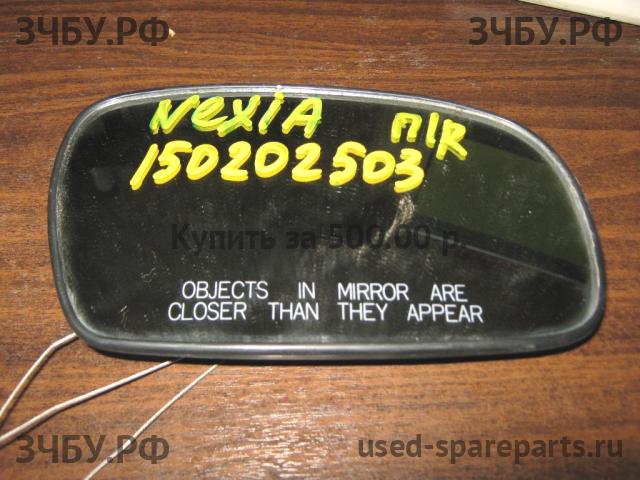 ЗЧБУ.РФ ЗЧБУ.РФ
Nexia П/R
150202503
Купить за 500.00 р.
OBJECTS IN MIRROR ARE
CLOSER THAN THEY APPEAR
ЗЧБУ.РФ used-spareparts.ru